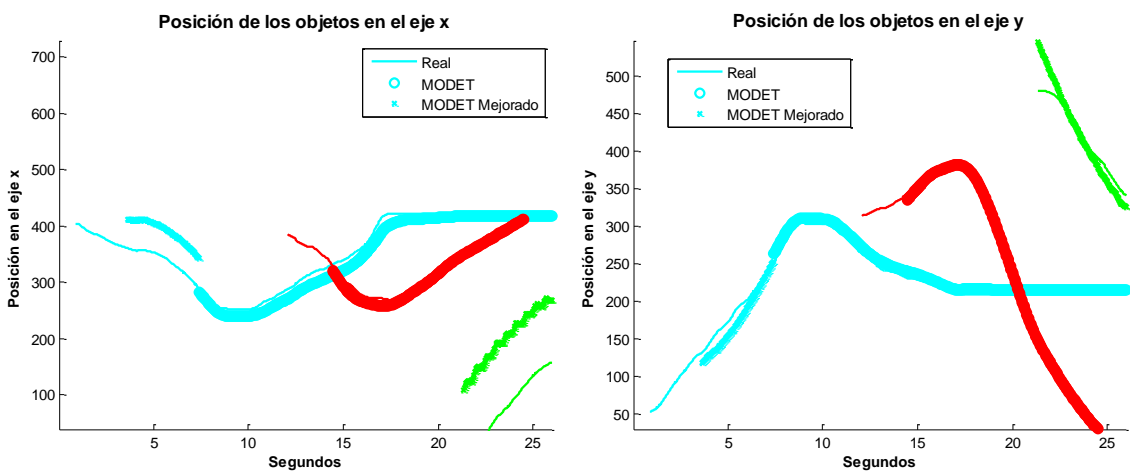 Posición de los objetos en el eje x
700
600
500
400
300
200
100
5
10
15
20
25
Posición en el eje x
Segundos
Real
MODET
MODET Mejorado
Posición de los objetos en el eje y
500
450
400
350
300
250
200
150
100
50
5
10
15
20
25
Posición en el eje y
Segundos
Real
MODET
MODET Mejorado